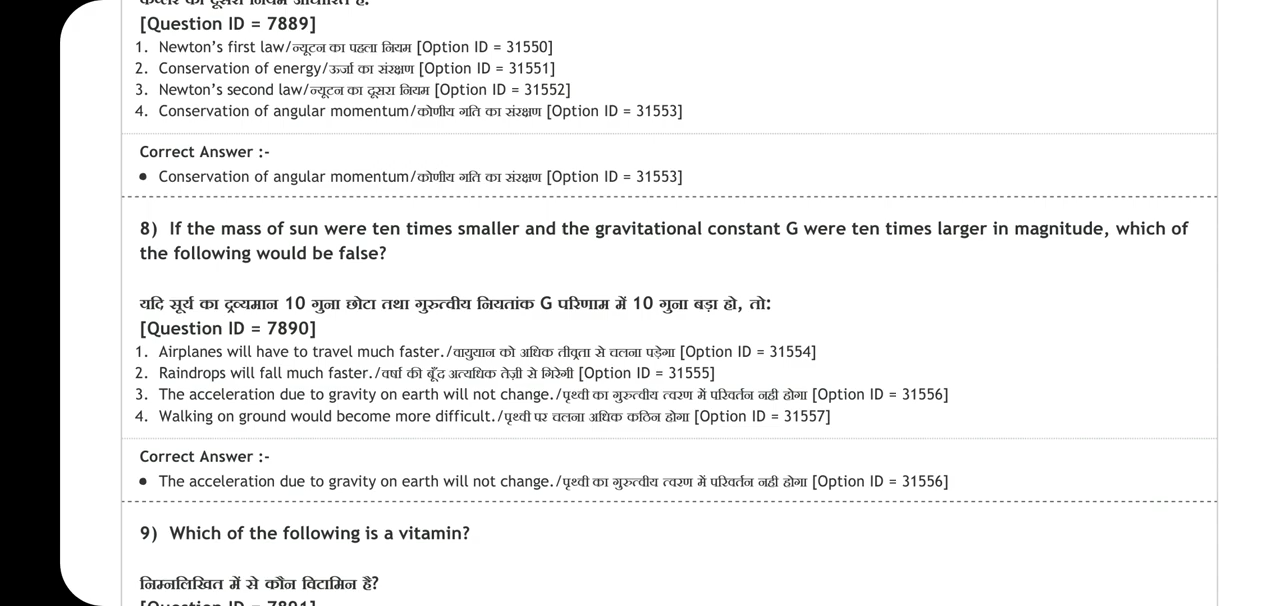 केप्लर का दूसरा नियम आधारित है:
[Question ID = 7889]
1. Newton’s first law/न्यूटन का पहला नियम [Option ID = 31550]
2. Conservation of energy/ऊर्जा का संरक्षण [Option ID = 31551]
3. Newton’s second law/न्यूटन का दूसरा नियम [Option ID = 31552]
4. Conservation of angular momentum/कोणीय गति का संरक्षण [Option ID = 31553]
Correct Answer :-
• Conservation of angular momentum/कोणीय गति का संरक्षण [Option ID = 31553]
8) If the mass of sun were ten times smaller and the gravitational constant G were ten times larger in magnitude, which of
the following would be false?
यदि सूर्य का द्रव्यमान 10 गुना छोटा तथा गुरुत्वीय नियतांक G परिणाम में 10 गुना बड़ा हो, तो:
[Question ID = 7890]
1. Airplanes will have to travel much faster./वायुयान को अधिक तीव्रता से चलना पड़ेगा [Option ID = 31554]
2. Raindrops will fall much faster./वर्षा की बूँद अत्यधिक तेज़ी से गिरेगी [Option ID = 31555]
3. The acceleration due to gravity on earth will not change./पृथ्वी का गुरुत्वीय त्वरण में परिवर्तन नही होगा [Option ID = 31556]
4. Walking on ground would become more difficult./पृथ्वी पर चलना अधिक कठिन होगा [Option ID = 31557]
Correct Answer :-
• The acceleration due to gravity on earth will not change./पृथ्वी का गुरुत्वीय त्वरण में परिवर्तन नही होगा [Option ID = 31556]
9) Which of the following is a vitamin?
निम्नलिखित में से कौन विटामिन है?
[Question ID = 7891]